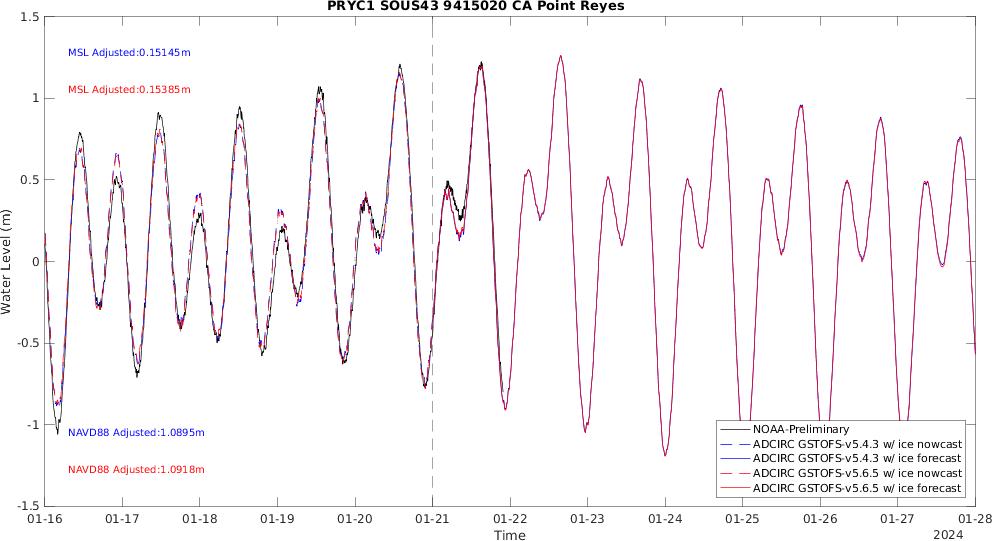 PRYC1 SOUS43 9415020 CA Point Reyes
MSL Adjusted:0.15145m
MSL Adjusted:0.15385m
NAVD88 Adjusted:1.0895m
NAVD88 Adjusted:1.0918m
Water Level (m)
1.5
1
0.5
0
-0.5
-1
-1.5
NOAA-Preliminary
ADCIRC GSTOFS-v5.4.3 w/ ice nowcast
ADCIRC GSTOFS-v5.4.3 w/ ice forecast
ADCIRC GSTOFS-v5.6.5 w/ ice nowcast
ADCIRC GSTOFS-v5.6.5 w/ ice forecast
01-16 01-17 01-18 01-19 01-20 01-21 01-22 01-23 01-24 01-25 01-26 01-27 01-28
Time
2024